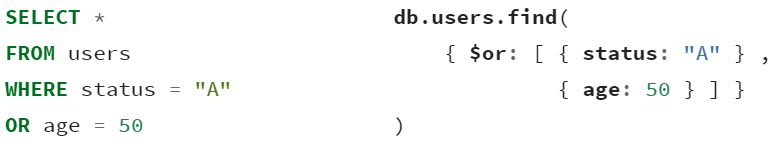 SELECT *
FROM users
WHERE status = "A"
OR age = 50
db.users.find(
{ $or: [ { status: "A" } ,
{ age: 50 } ] }
)